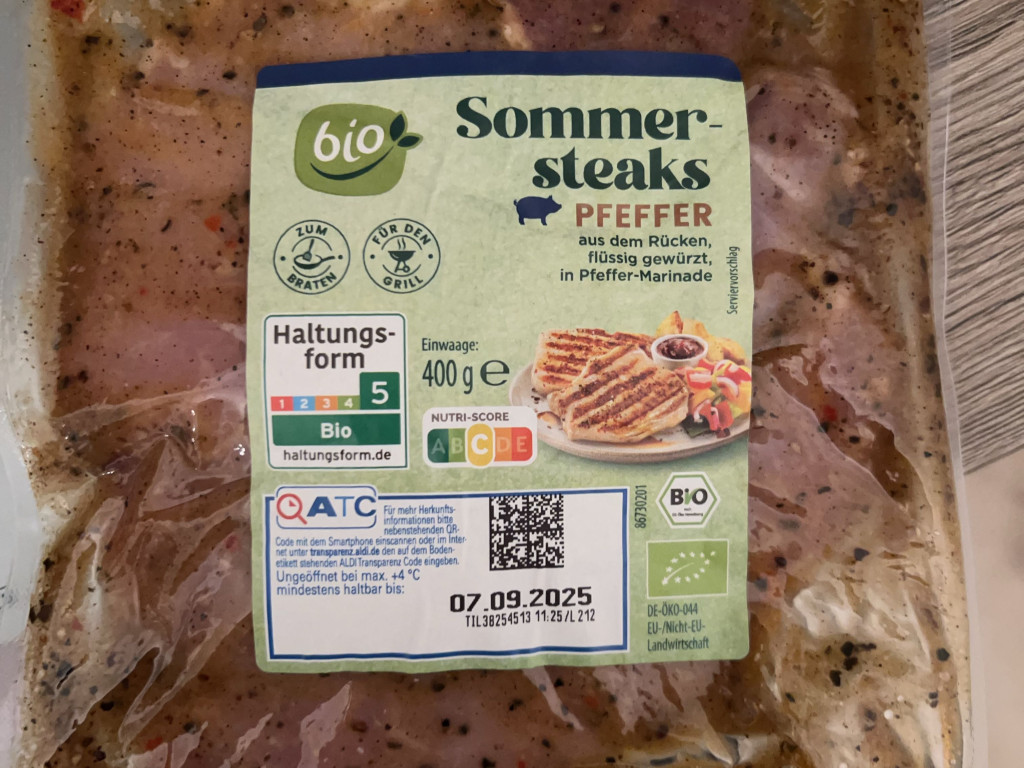 bio
Sommer-
steaks
PFEFFER
aus dem Rücken,
flüssig gewürzt,
in Pfeffer-Marinade
Serviervorschlag
ZUM
BRATEN
FÜR DEN
GRILL
Haltungs-
form
1 2 3 4 5
Bio
haltungsform.de
Einwaage:
400 g e
NUTRI-SCORE
A B C D E
ATC
Für mehr Herkunfts-
informationen bitte
nebenstehenden QR-
Code mit dem Smartphone einscannen oder im Inter-
net unter transparenz.aldi.de den auf dem Boden-
etikett stehenden ALDI Transparenz Code eingeben.
Ungeöffnet bei max. +4 °C
mindestens haltbar bis:
07.09.2025
TIL38254513 11:25/L 212
86730201
BIO
DE-ÖKO-044
EU-/Nicht-EU-
Landwirtschaft